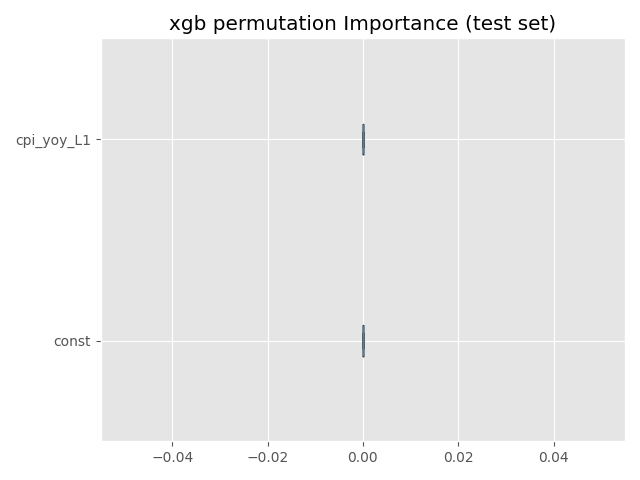 xgb permutation Importance (test set)
cpi_yoy_L1
const
−0.04
−0.02
0.00
0.02
0.04